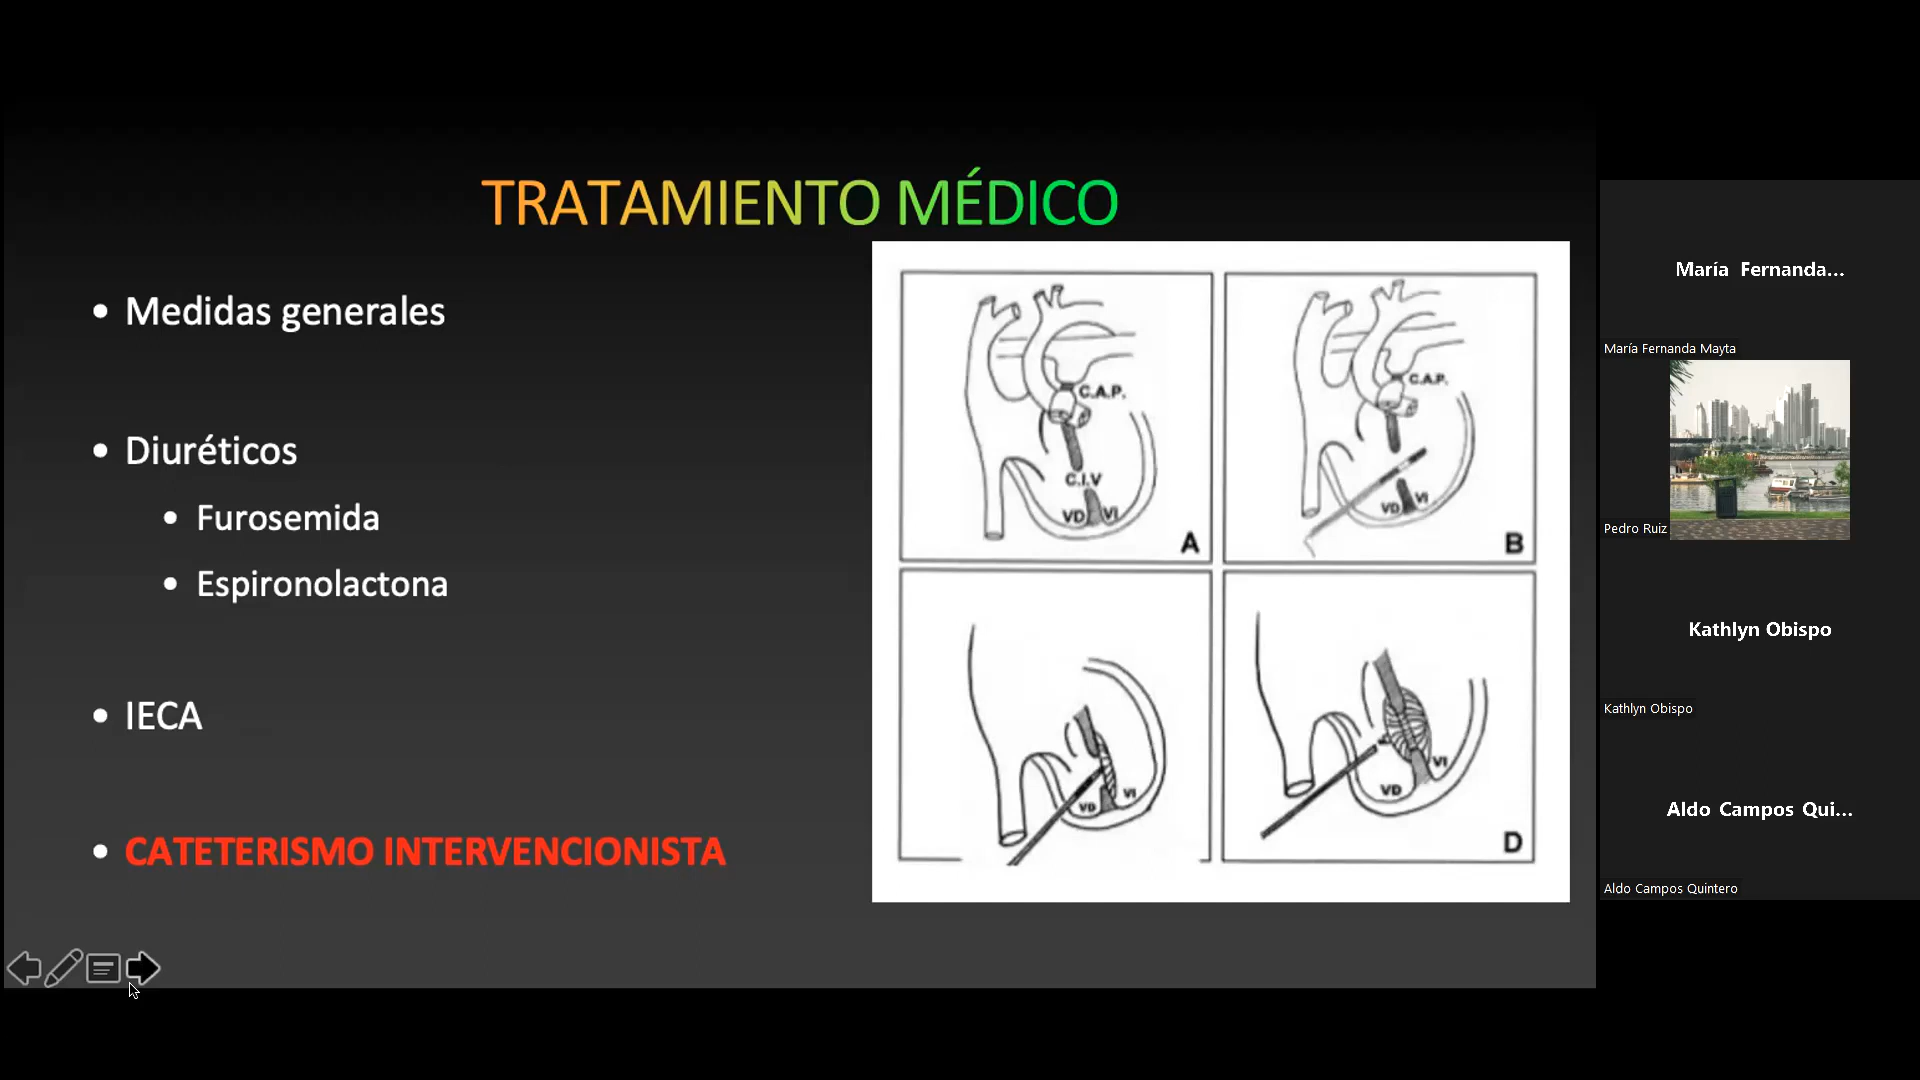 TRATAMIENTO MÉDICO
• Medidas generales
• Diuréticos
• Furosemida
• Espironolactona
• IECA
• CATETERISMO INTERVENCIONISTA
C.A.P.
C.I.V
VD VI
A
C.A.P.
VD VI
B
VD VI
VD VI
D
María Fernanda...
María Fernanda Mayta
Pedro Ruiz
Kathlyn Obispo
Kathlyn Obispo
Aldo Campos Qui...
Aldo Campos Quintero